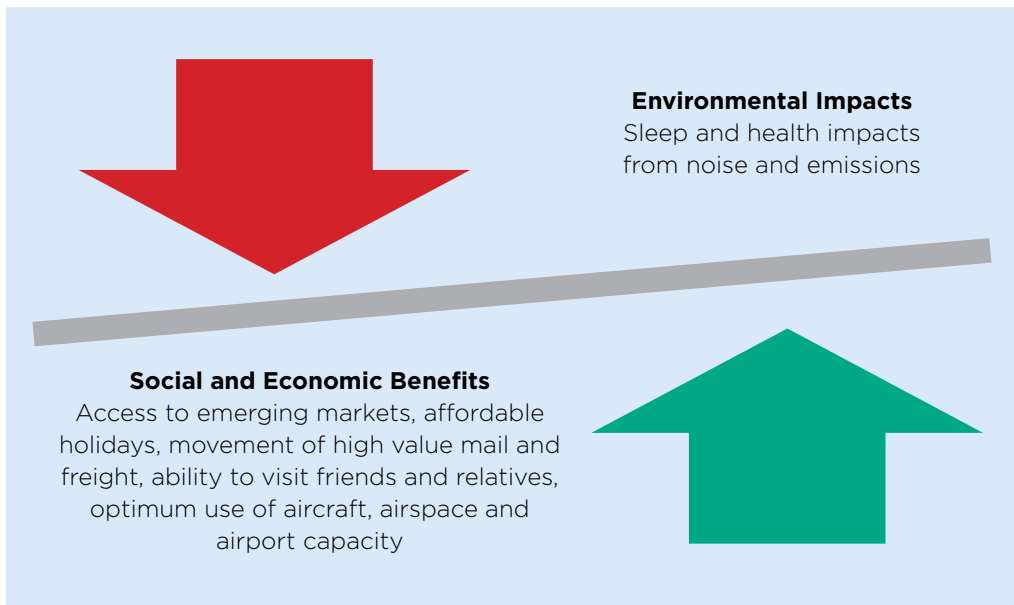 Environmental Impacts
Sleep and health impacts
from noise and emissions
Social and Economic Benefits
Access to emerging markets, affordable
holidays, movement of high value mail and
freight, ability to visit friends and relatives,
optimum use of aircraft, airspace and
airport capacity